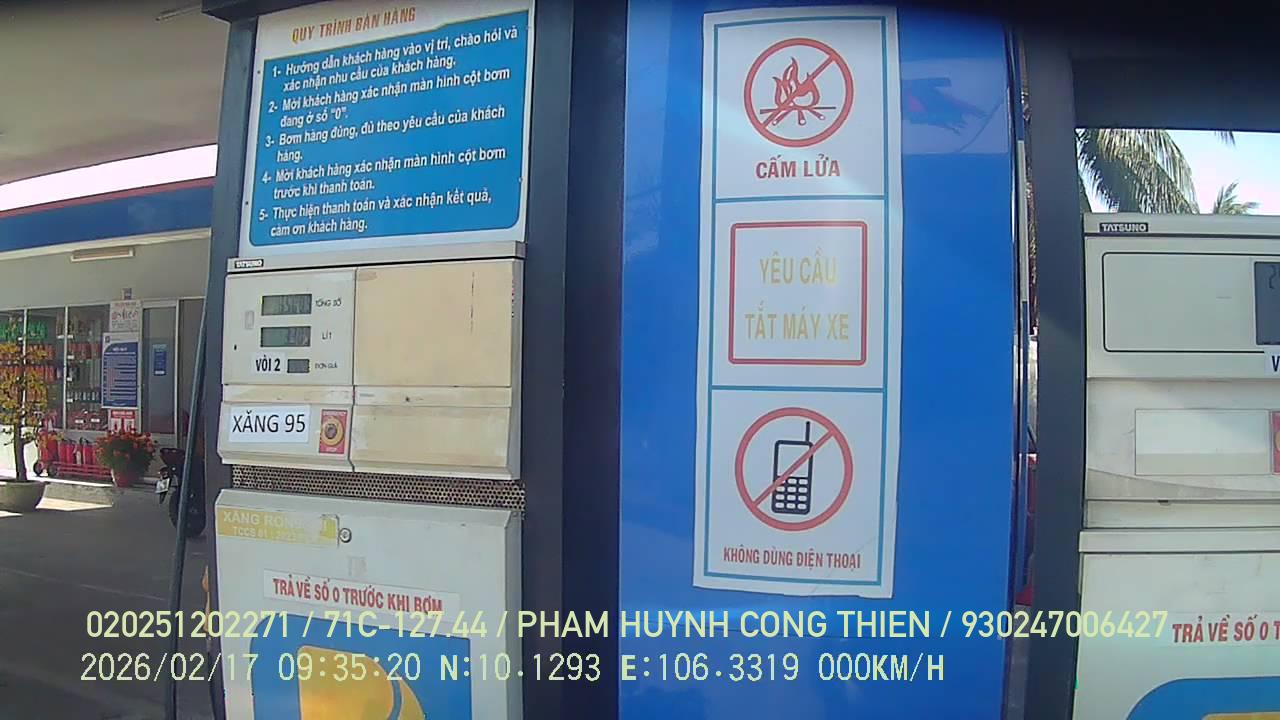 QUY TRÌNH BÁN HÀNG
1- Hướng dẫn khách hàng vào vị trí, chào hỏi và
xác nhận nhu cầu của khách hàng.
2- Mời khách hàng xác nhận màn hình cột bơm
đang ở số "0".
3- Bơm hàng đúng, đủ theo yêu cầu của khách
hàng.
4- Mời khách hàng xác nhận màn hình cột bơm
trước khi thanh toán.
5- Thực hiện thanh toán và xác nhận kết quả,
cảm ơn khách hàng.
TATSUNO
TỔNG SỐ
LÍT
VÒI 2
ĐƠN GIÁ
XĂNG 95
EMERGENCY
STOP
XĂNG
TCCS
TRẢ VỀ SỐ 0 TRƯỚC KHI BƠM
CẤM LỬA
YÊU CẦU
TẮT MÁY XE
KHÔNG DÙNG ĐIỆN THOẠI
TATSUNO
V
TRẢ VỀ SỐ 0 T
020251202271 / 71C-127.44 / PHAM HUYNH CONG THIEN / 930247006427
2026/02/17 09:35:20 N:10.1293 E:106.3319 000KM/H